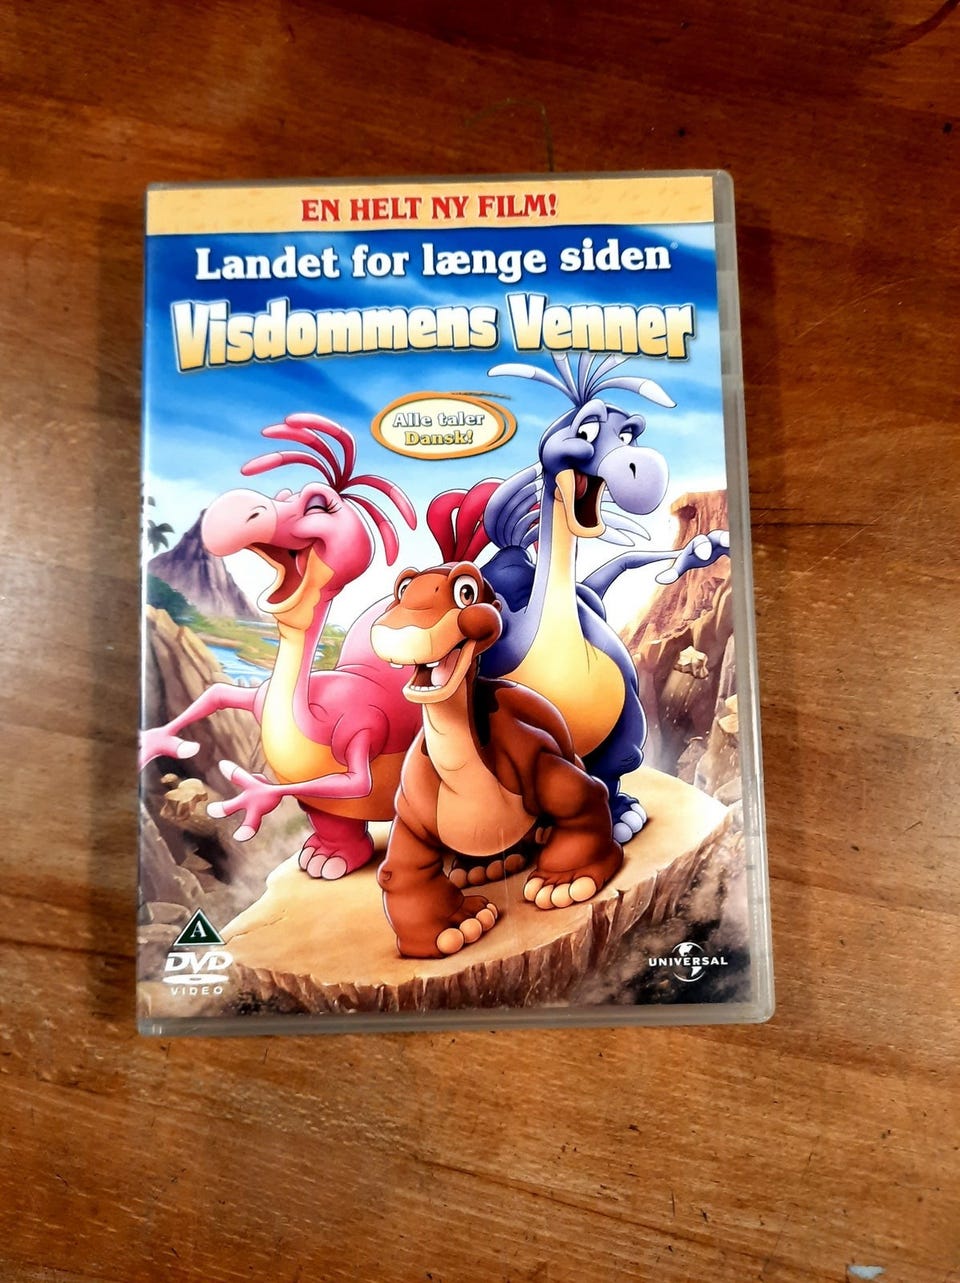 EN HELT NY FILM!
Landet for længe siden®
Visdommens Venner
Alle taler
Dansk!
A
DVD
VIDEO
UNIVERSAL